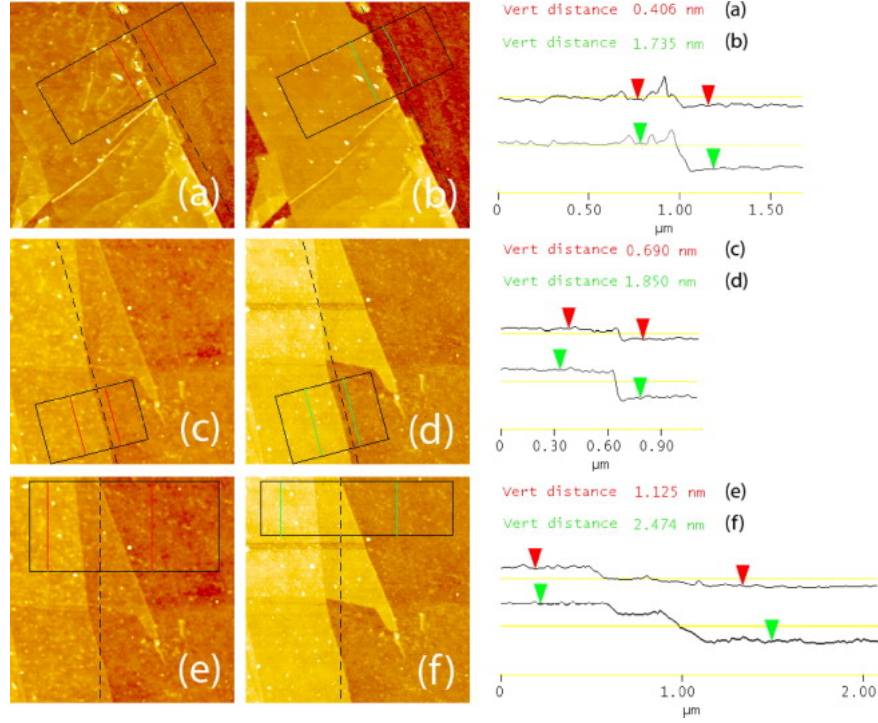 Vert distance 0.406 nm (a)
Vert distance 1.735 nm (b)
(a)
(b)
0 0.50 1.00 1.50
µm
Vert distance 0.690 nm (c)
Vert distance 1.850 nm (d)
(c)
(d)
0 0.30 0.60 0.90
µm
Vert distance 1.125 nm (e)
Vert distance 2.474 nm (f)
(e)
(f)
0 1.00 2.00
µm